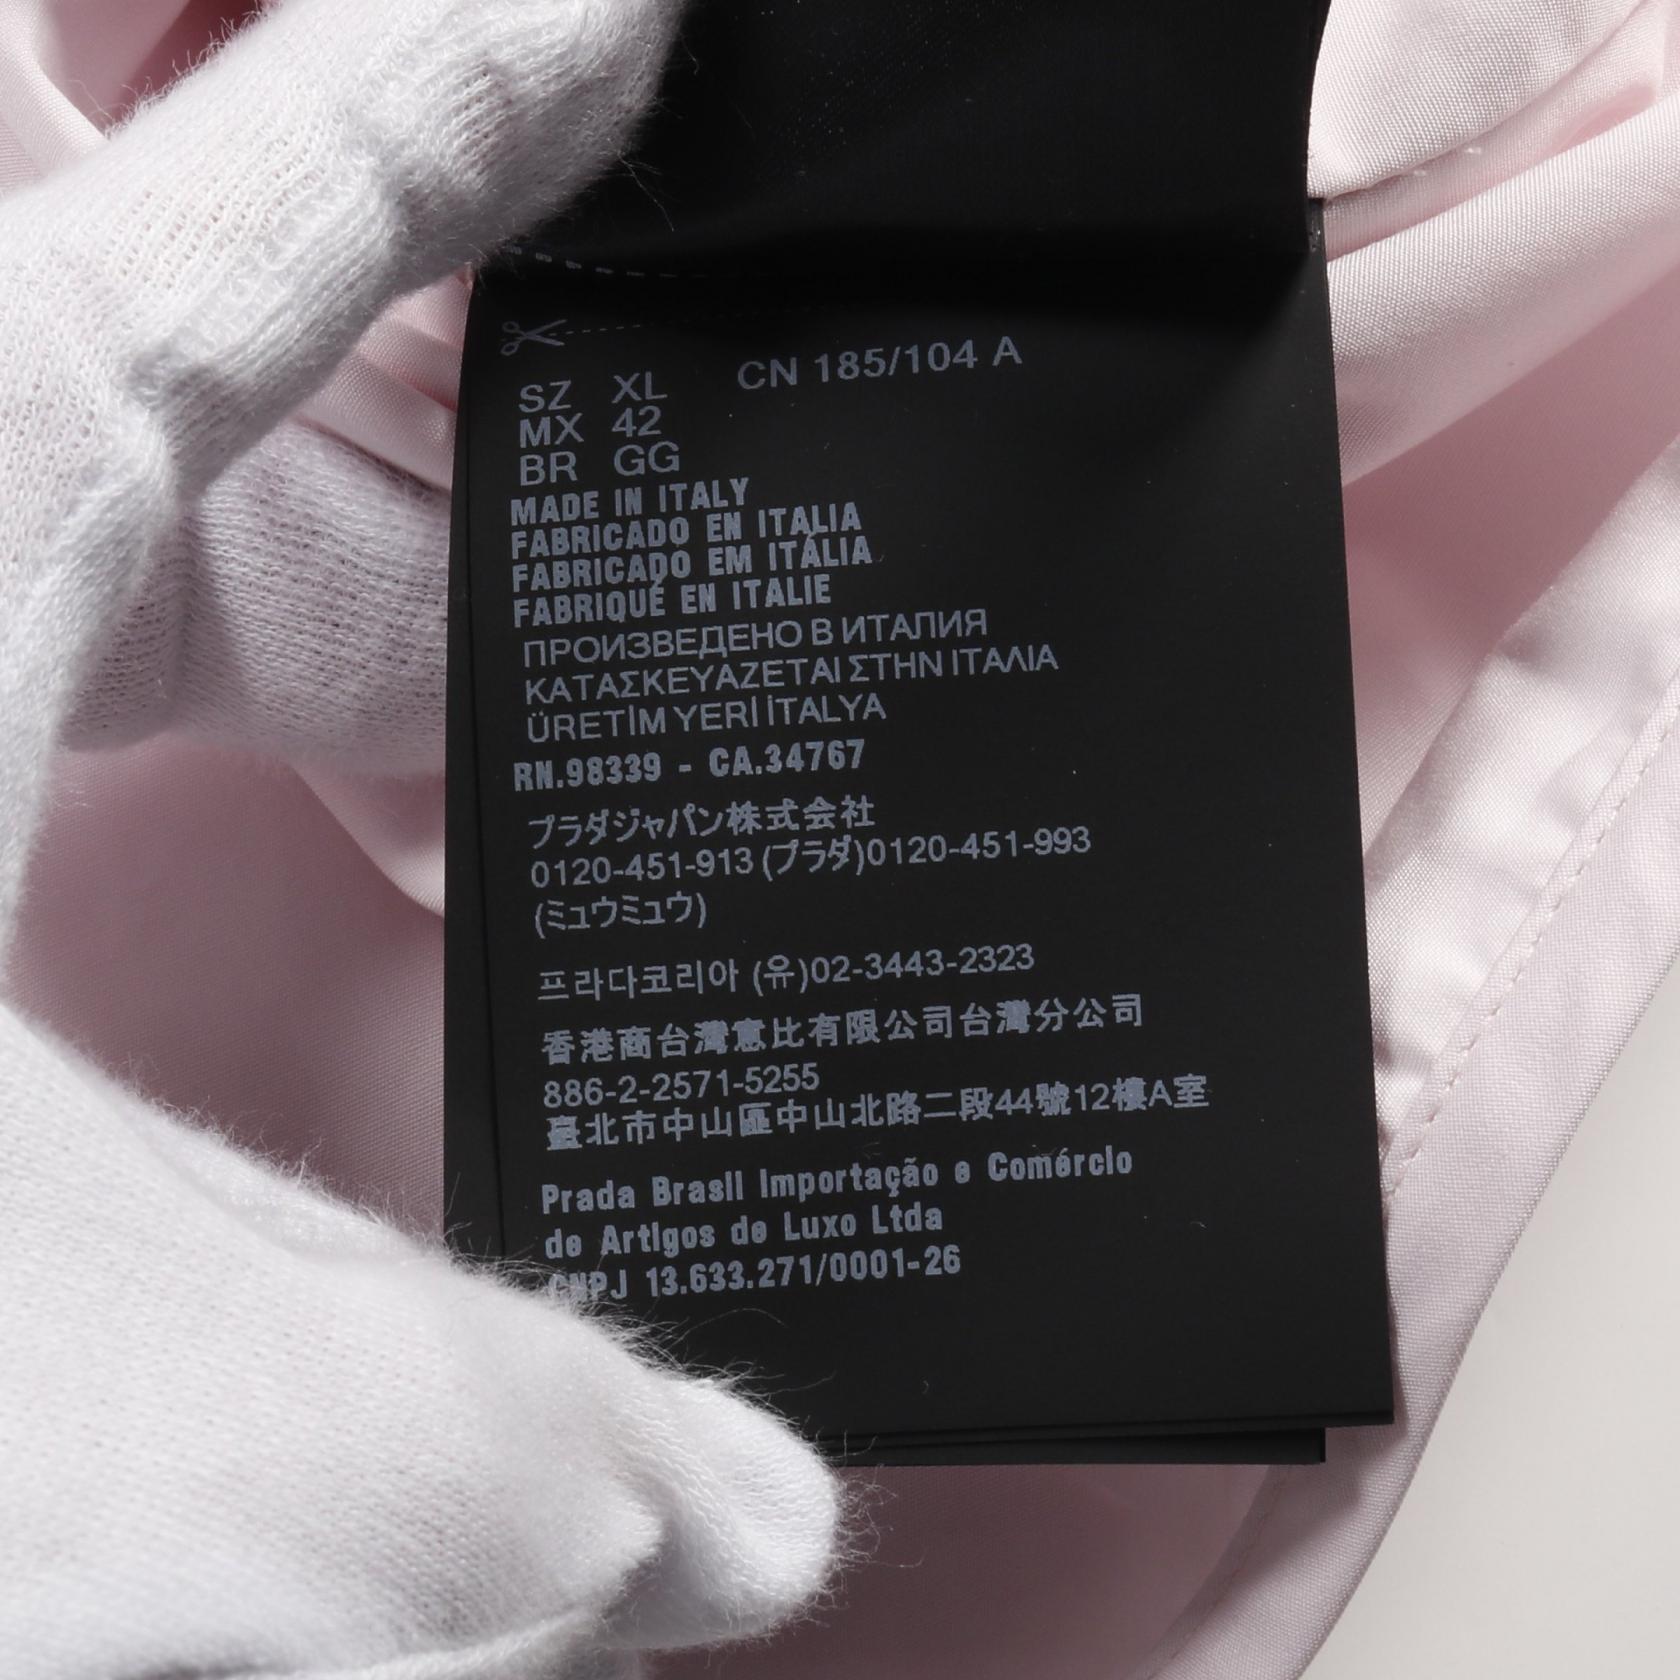 SZ XL CN 185/104 A
MX 42
BR GG
MADE IN ITALY
FABRICADO EN ITALIA
FABRICADO EM ITÁLIA
FABRIQUÉ EN ITALIE
ПРОИЗВЕДЕНО В ИТАЛИЯ
ΚΑΤΑΣΚΕΥΑΖΕΤΑΙ ΣΤΗΝ ΙΤΑΛΙΑ
ÜRETİM YERİ İTALYA
RN.98339 - CA.34767
プラダジャパン株式会社
0120-451-913 (プラダ)0120-451-993
(ミュウミュウ)
프라다코리아 (유)02-3443-2323
香港商台灣惠比有限公司台灣分公司
886-2-2571-5255
臺北市中山區中山北路二段44號12樓A室
Prada Brasil Importação e Comércio
de Artigos de Luxo Ltda
CNPJ 13.633.271/0001-26